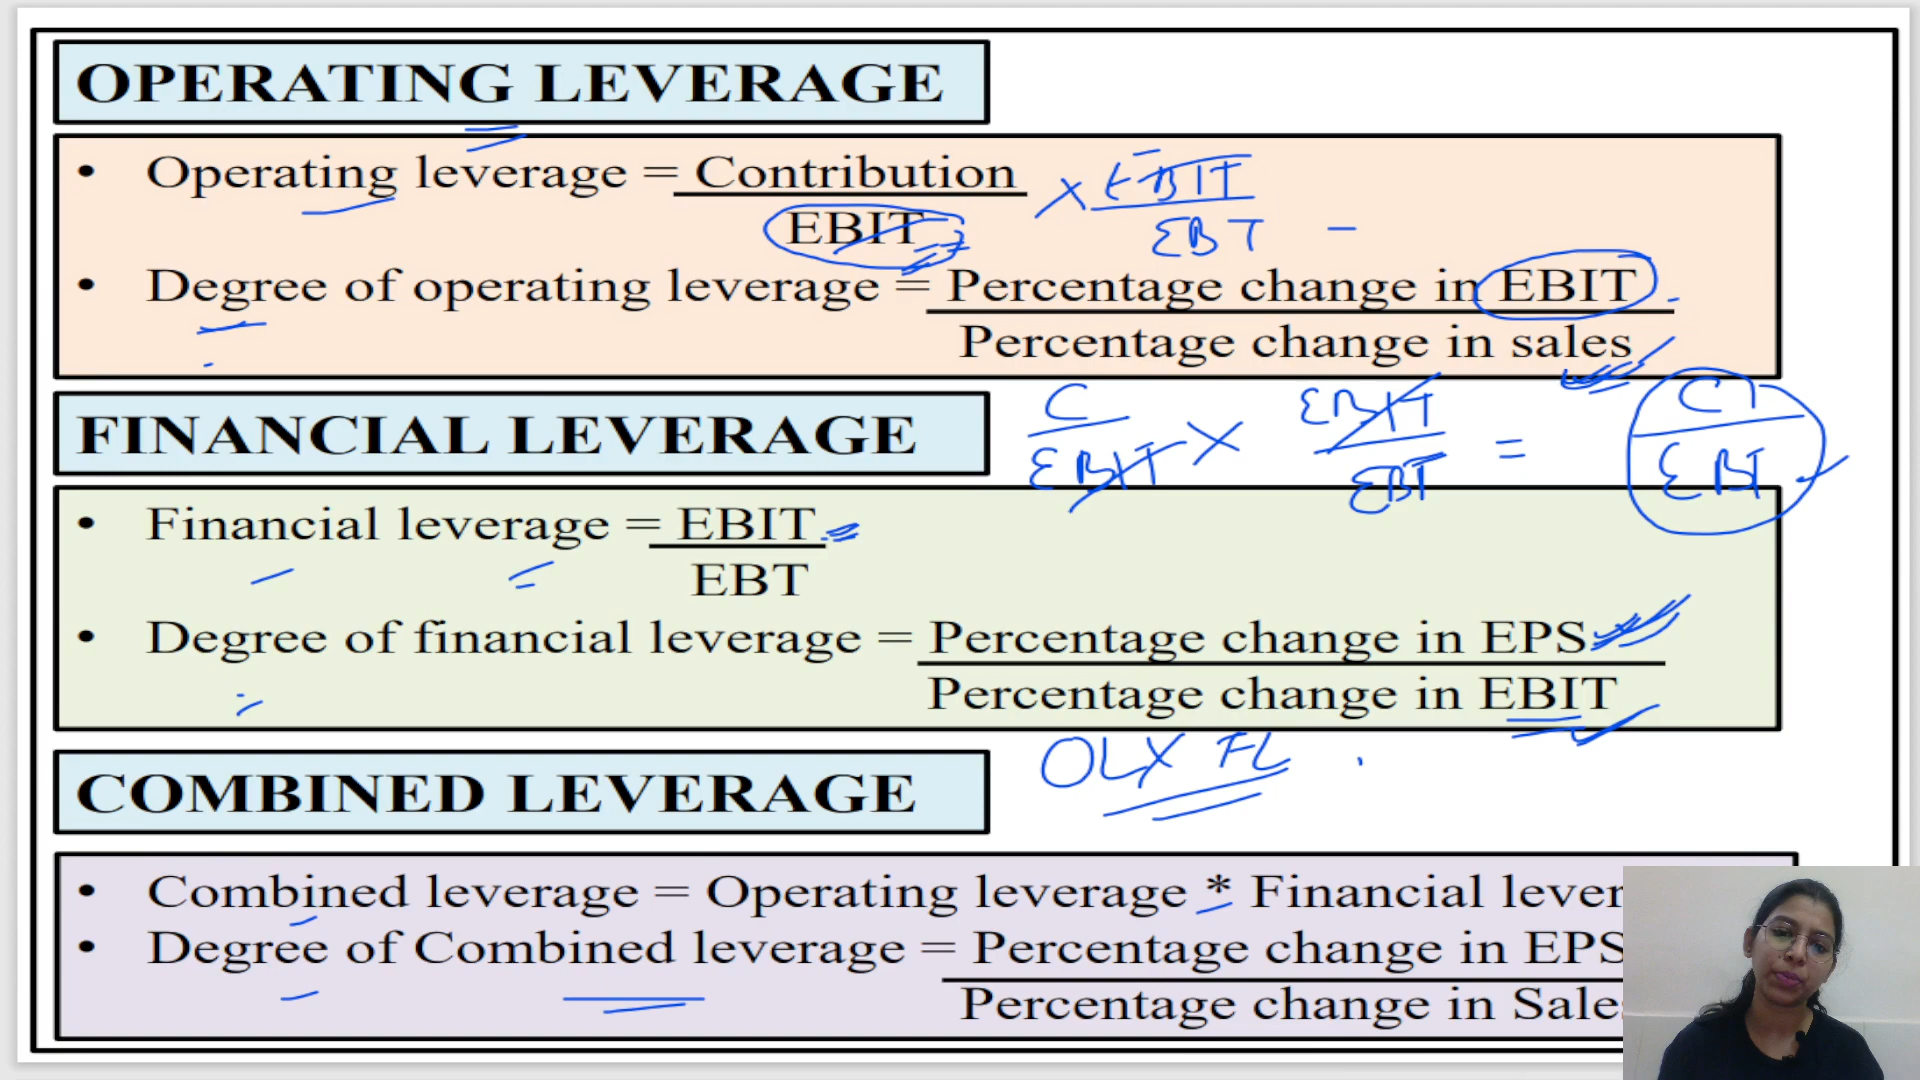 OPERATING LEVERAGE
• Operating leverage = Contribution × EBIT
EBIT EBT -
• Degree of operating leverage = Percentage change in EBIT
Percentage change in sales
FINANCIAL LEVERAGE
C × EBIT =
EBIT EBT EBT
• Financial leverage = EBIT
EBT
• Degree of financial leverage = Percentage change in EPS
Percentage change in EBIT
COMBINED LEVERAGE
OL X FL
• Combined leverage = Operating leverage * Financial lever
• Degree of Combined leverage = Percentage change in EPS
Percentage change in Sale